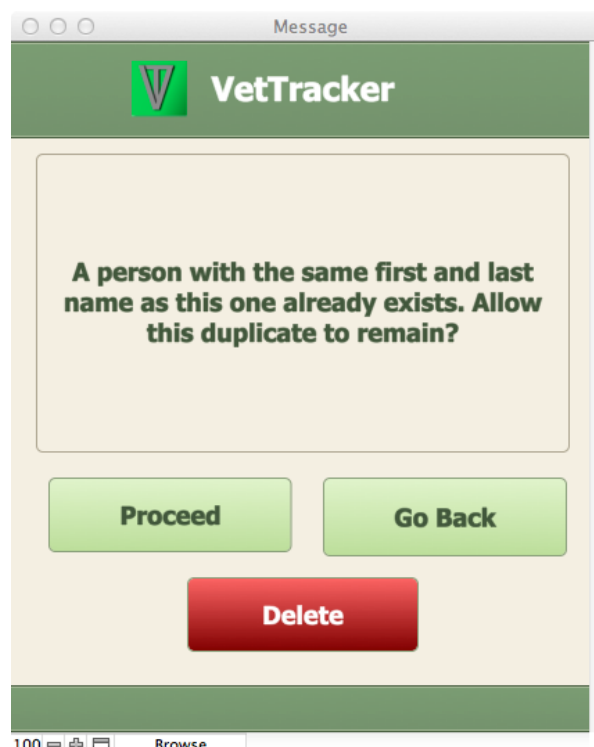 Message
VetTracker
A person with the same first and last
name as this one already exists. Allow
this duplicate to remain?
Proceed
Go Back
Delete
100
Browse